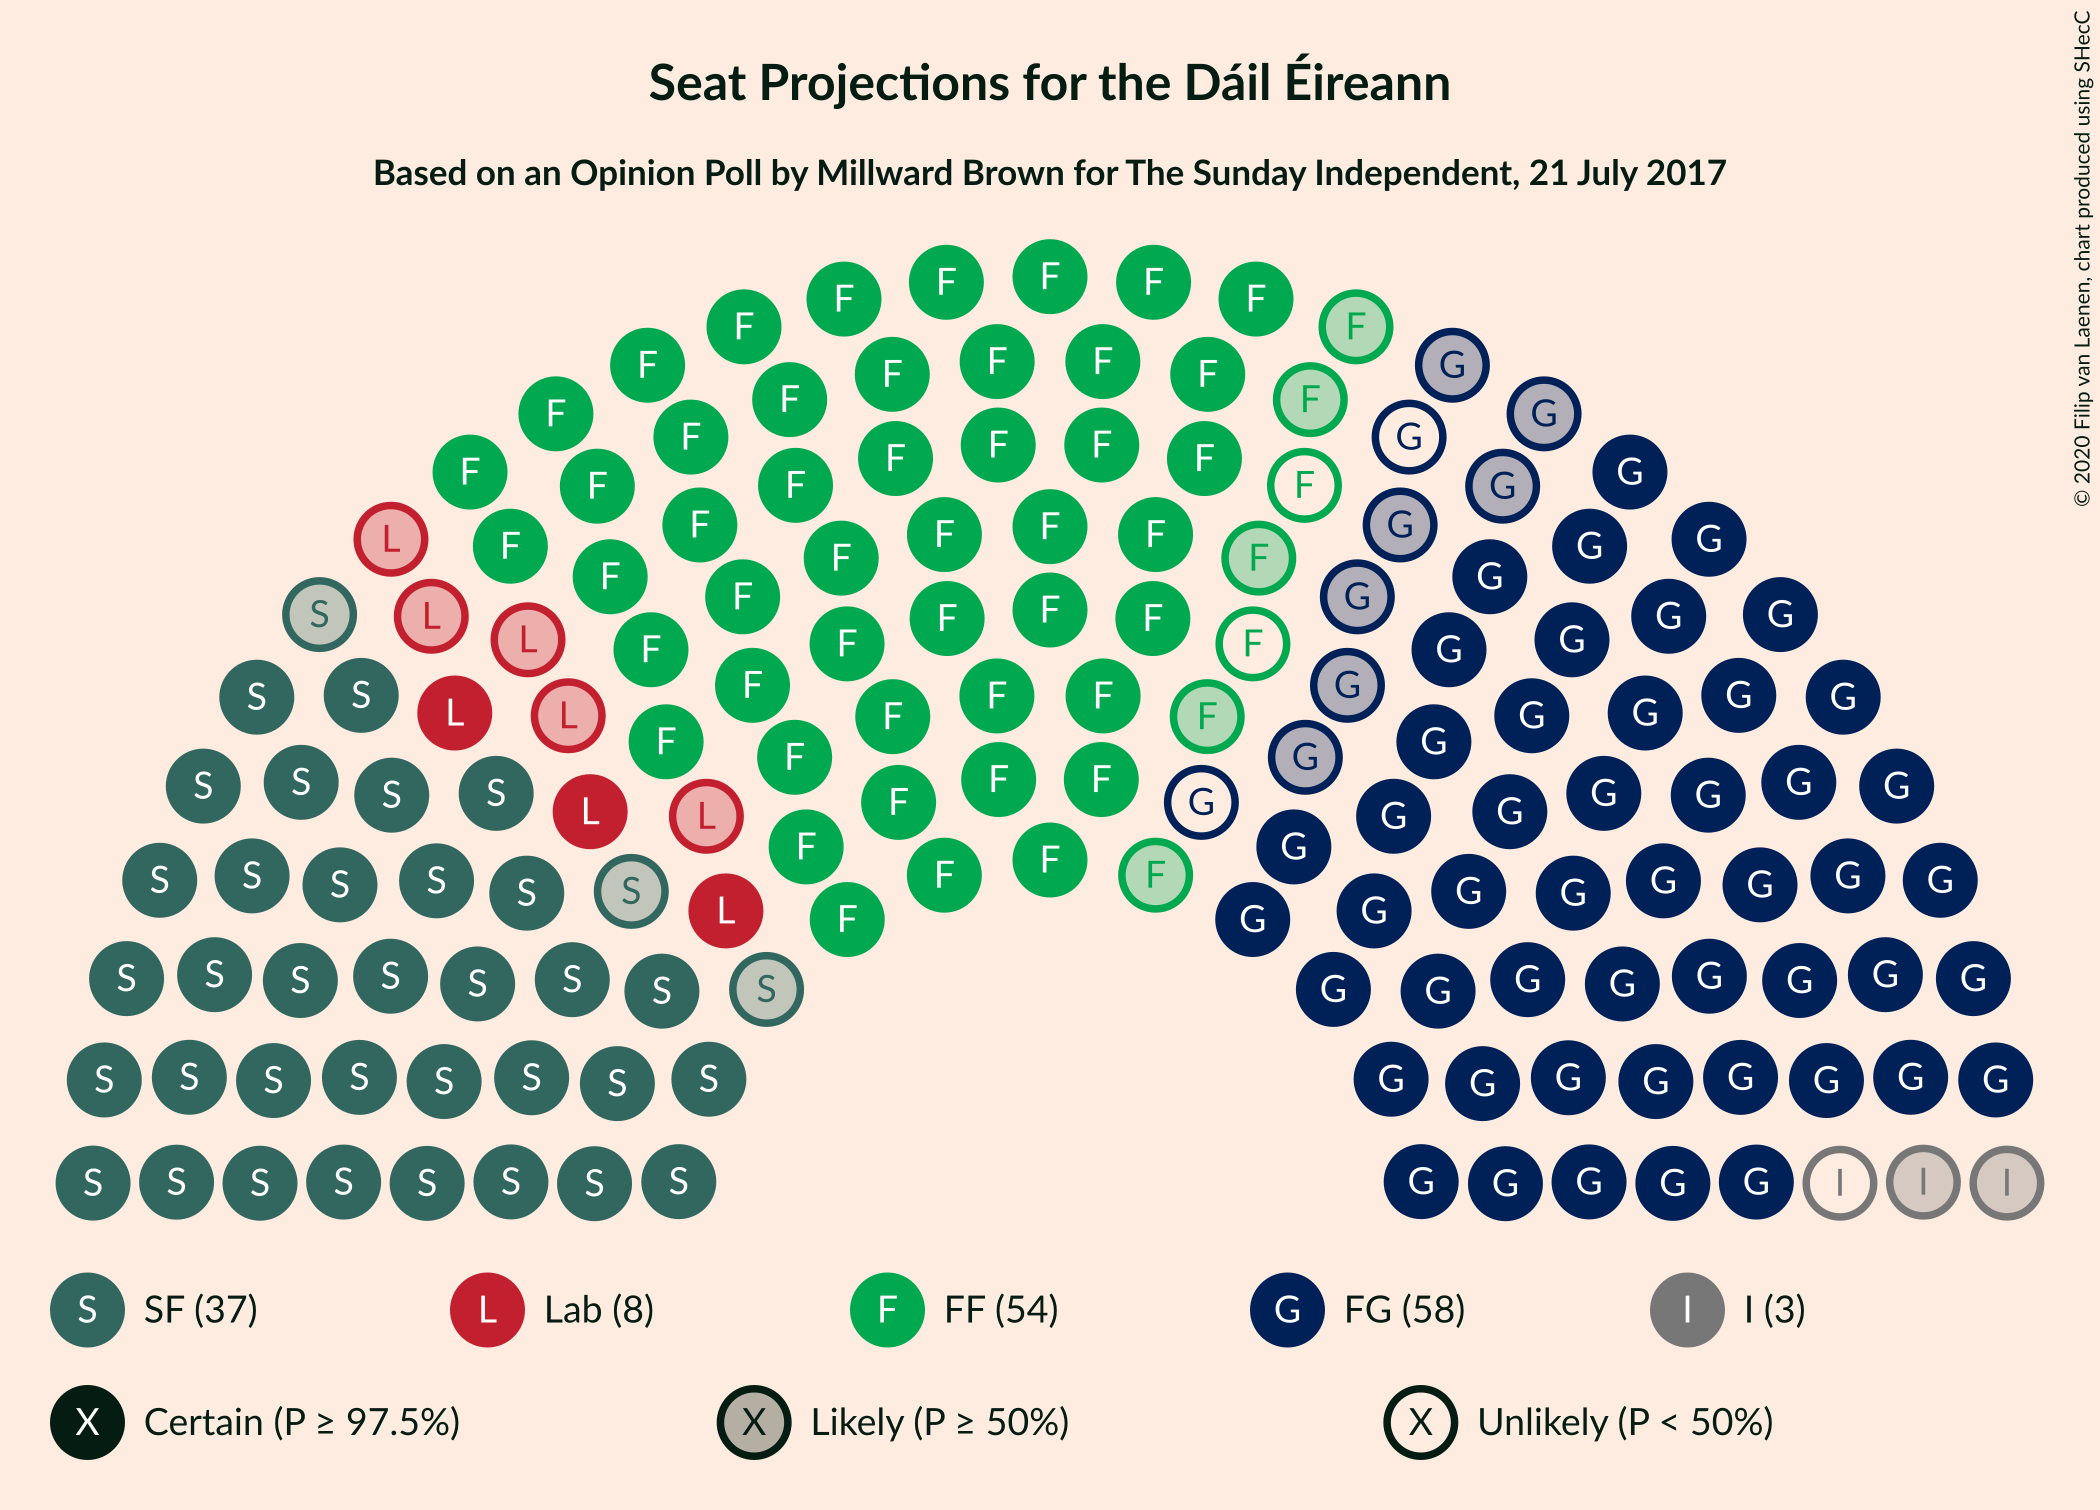 Seat Projections for the Dáil Éireann
Based on an Opinion Poll by Millward Brown for The Sunday Independent, 21 July 2017
© 2020 Filip van Laenen, chart produced using SHecC
F F F F F
F F F F F F
F F F F G
F F F F F G
F F F F F G
F F F F F F G G
L F F F F F F G G G
S L L F F F F F G G G G
S S L L F F F F F F G G G G G G
S S S S L L F F F F G G G G G G G G
S S S S S S L F F F F G G G G G G G G
S S S S S S S S G G G G G G G G
S S S S S S S S G G G G G G G G
S S S S S S S S G G G G G I I I
S SF (37) L Lab (8) F FF (54) G FG (58) I I (3)
X Certain (P ≥ 97.5%) X Likely (P ≥ 50%) X Unlikely (P < 50%)